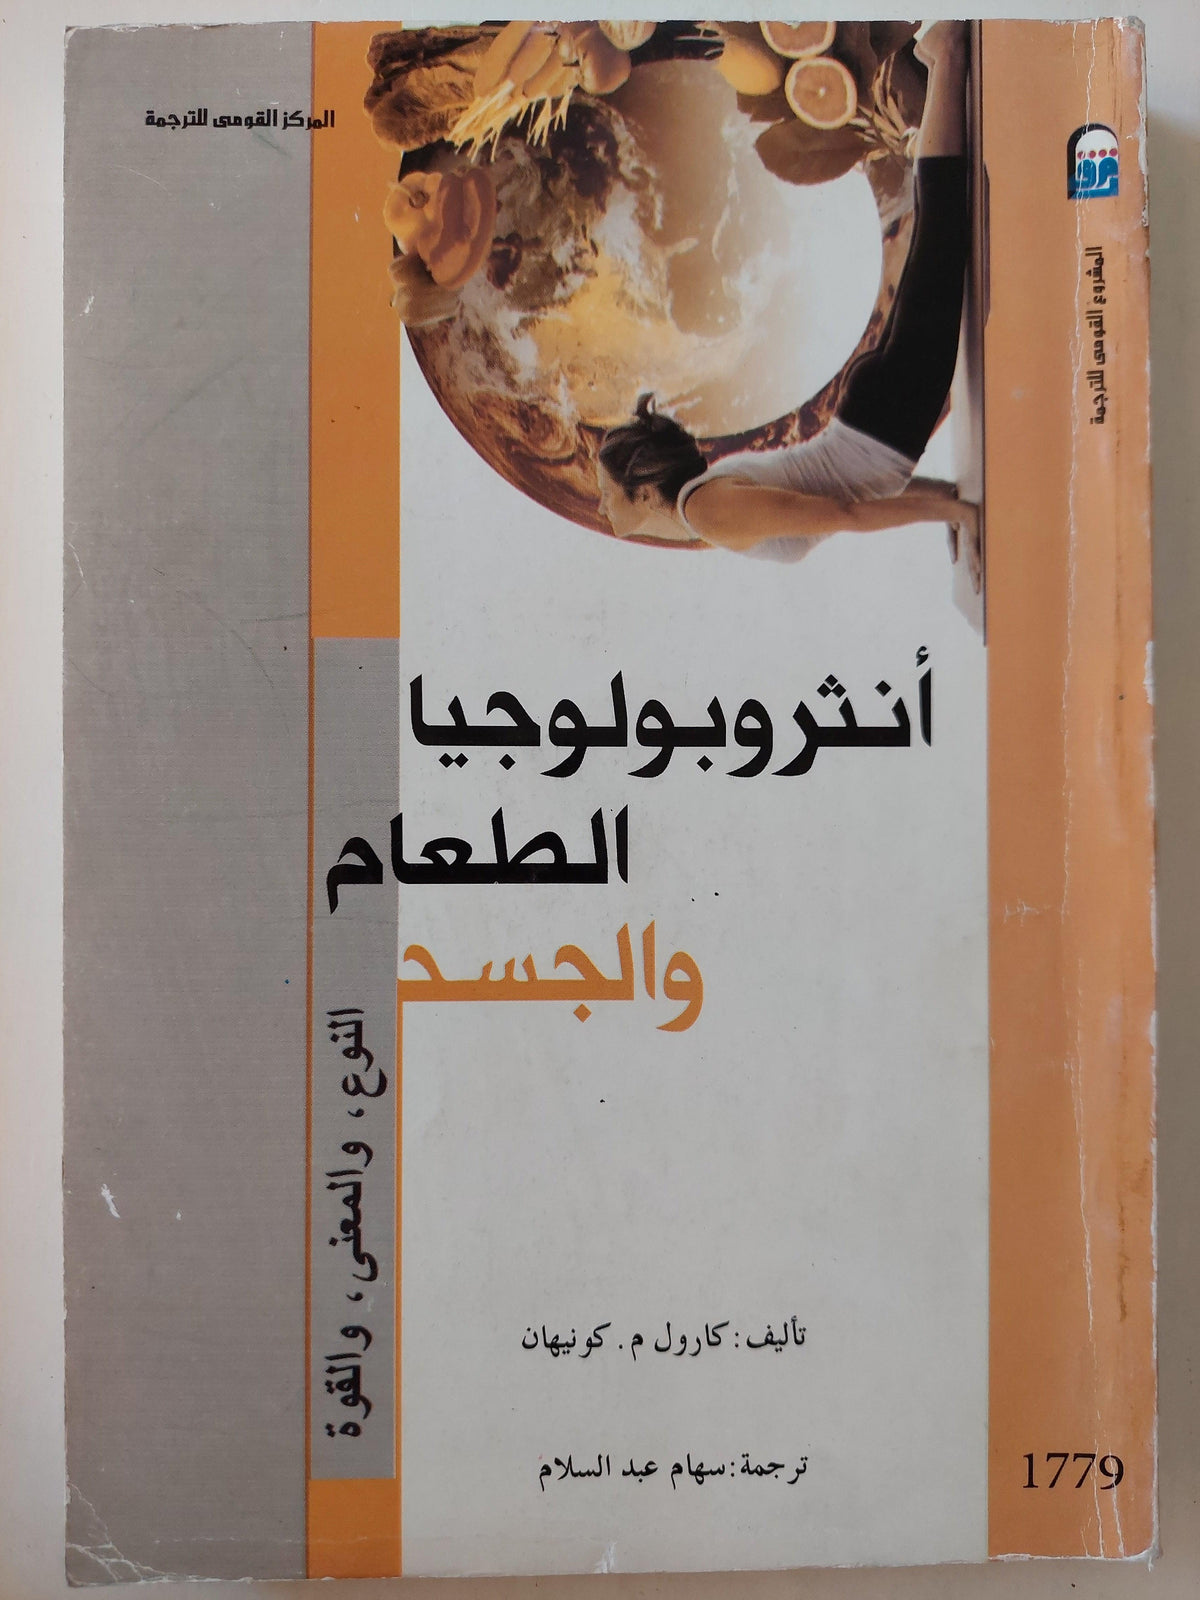 المركز القومى للترجمة
المشروع القومى للترجمة
أنثروبولوجيا
الطعام
والجسد
النوع، والمعنى، والقوة
تأليف: كارول م. كونيهان
ترجمة: سهام عبد السلام
1779